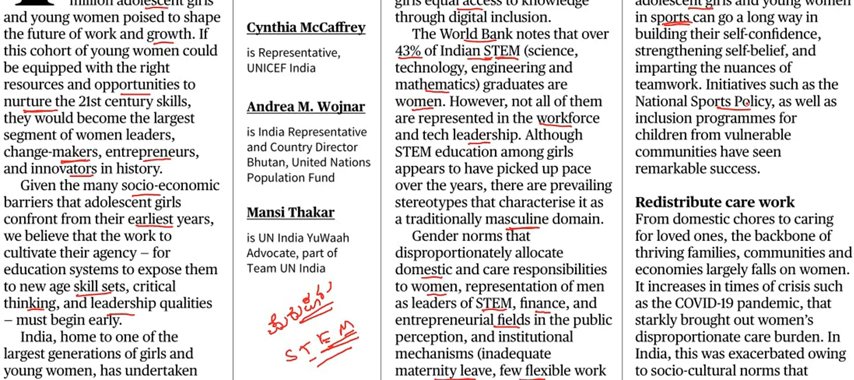 million adolescent girls
and young women poised to shape
the future of work and growth. If
this cohort of young women could
be equipped with the right
resources and opportunities to
nurture the 21st century skills,
they would become the largest
segment of women leaders,
change-makers, entrepreneurs,
and innovators in history.
Given the many socio-economic
barriers that adolescent girls
confront from their earliest years,
we believe that the work to
cultivate their agency — for
education systems to expose them
to new age skill sets, critical
thinking, and leadership qualities
— must begin early.
India, home to one of the
largest generations of girls and
young women, has undertaken
Cynthia McCaffrey
is Representative,
UNICEF India
Andrea M. Wojnar
is India Representative
and Country Director
Bhutan, United Nations
Population Fund
Mansi Thakar
is UN India YuWaah
Advocate, part of
Team UN India
STEM
girls equal access to knowledge
through digital inclusion.
The World Bank notes that over
43% of Indian STEM (science,
technology, engineering and
mathematics) graduates are
women. However, not all of them
are represented in the workforce
and tech leadership. Although
STEM education among girls
appears to have picked up pace
over the years, there are prevailing
stereotypes that characterise it as
a traditionally masculine domain.
Gender norms that
disproportionately allocate
domestic and care responsibilities
to women, representation of men
as leaders of STEM, finance, and
entrepreneurial fields in the public
perception, and institutional
mechanisms (inadequate
maternity leave, few flexible work
adolescent girls and young women
in sports can go a long way in
building their self-confidence,
strengthening self-belief, and
imparting the nuances of
teamwork. Initiatives such as the
National Sports Policy, as well as
inclusion programmes for
children from vulnerable
communities have seen
remarkable success.
Redistribute care work
From domestic chores to caring
for loved ones, the backbone of
thriving families, communities and
economies largely falls on women.
It increases in times of crisis such
as the COVID-19 pandemic, that
starkly brought out women's
disproportionate care burden. In
India, this was exacerbated owing
to socio-cultural norms that